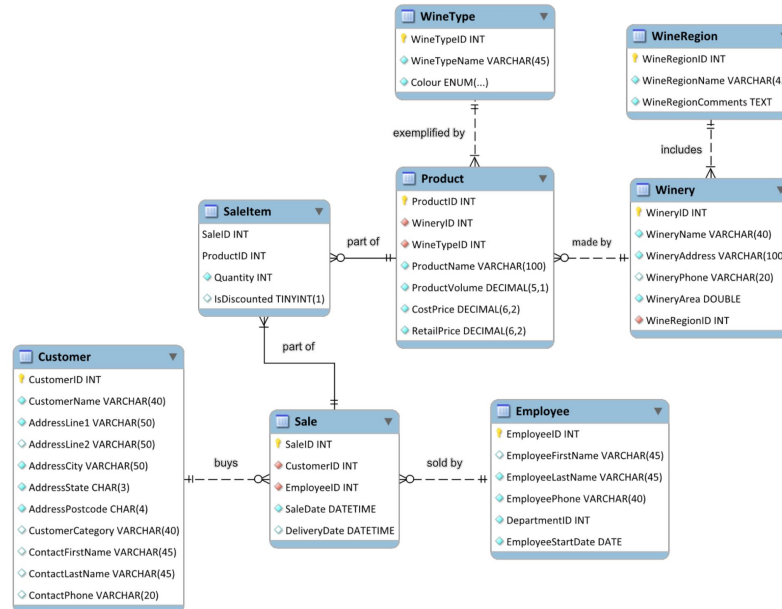 WineType
WineTypeID INT
WineTypeName VARCHAR(45)
Colour ENUM(...)
WineRegion
WineRegionID INT
WineRegionName VARCHAR(4
WineRegionComments TEXT
exemplified by
includes
Product
ProductID INT
WineryID INT
WineTypeID INT
ProductName VARCHAR(100)
ProductVolume DECIMAL(5,1)
CostPrice DECIMAL(6,2)
RetailPrice DECIMAL(6,2)
Winery
WineryID INT
WineryName VARCHAR(40)
WineryAddress VARCHAR(100
WineryPhone VARCHAR(20)
WineryArea DOUBLE
WineRegionID INT
made by
SaleItem
SaleID INT
ProductID INT
Quantity INT
IsDiscounted TINYINT(1)
part of
part of
Customer
CustomerID INT
CustomerName VARCHAR(40)
AddressLine1 VARCHAR(50)
AddressLine2 VARCHAR(50)
AddressCity VARCHAR(50)
AddressState CHAR(3)
AddressPostcode CHAR(4)
CustomerCategory VARCHAR(40)
ContactFirstName VARCHAR(45)
ContactLastName VARCHAR(45)
ContactPhone VARCHAR(20)
buys
Sale
SaleID INT
CustomerID INT
EmployeeID INT
SaleDate DATETIME
DeliveryDate DATETIME
sold by
Employee
EmployeeID INT
EmployeeFirstName VARCHAR(45)
EmployeeLastName VARCHAR(45)
EmployeePhone VARCHAR(40)
DepartmentID INT
EmployeeStartDate DATE